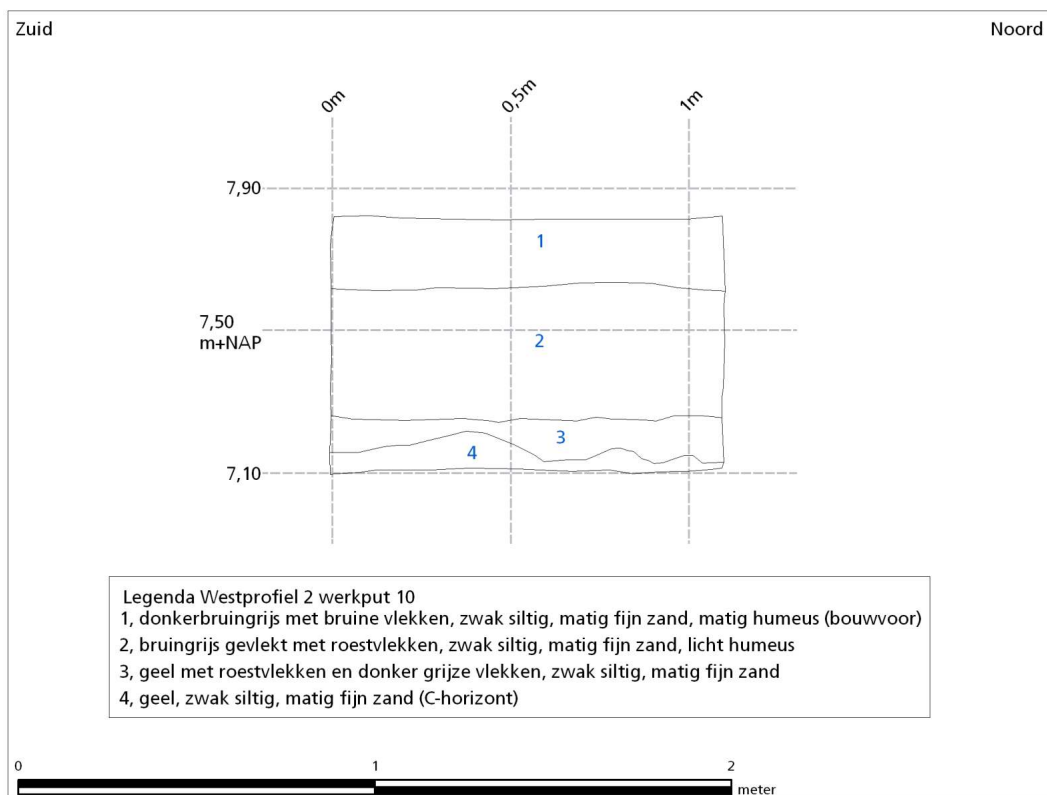 Zuid
Noord
0m
0,5m
1m
7,90
1
7,50
m+NAP
2
3
4
7,10
Legenda Westprofiel 2 werkput 10
1, donkerbruingrijs met bruine vlekken, zwak siltig, matig fijn zand, matig humeus (bouwvoor)
2, bruingrijs gevlekt met roestvlekken, zwak siltig, matig fijn zand, licht humeus
3, geel met roestvlekken en donker grijze vlekken, zwak siltig, matig fijn zand
4, geel, zwak siltig, matig fijn zand (C-horizont)
0
1
2
meter